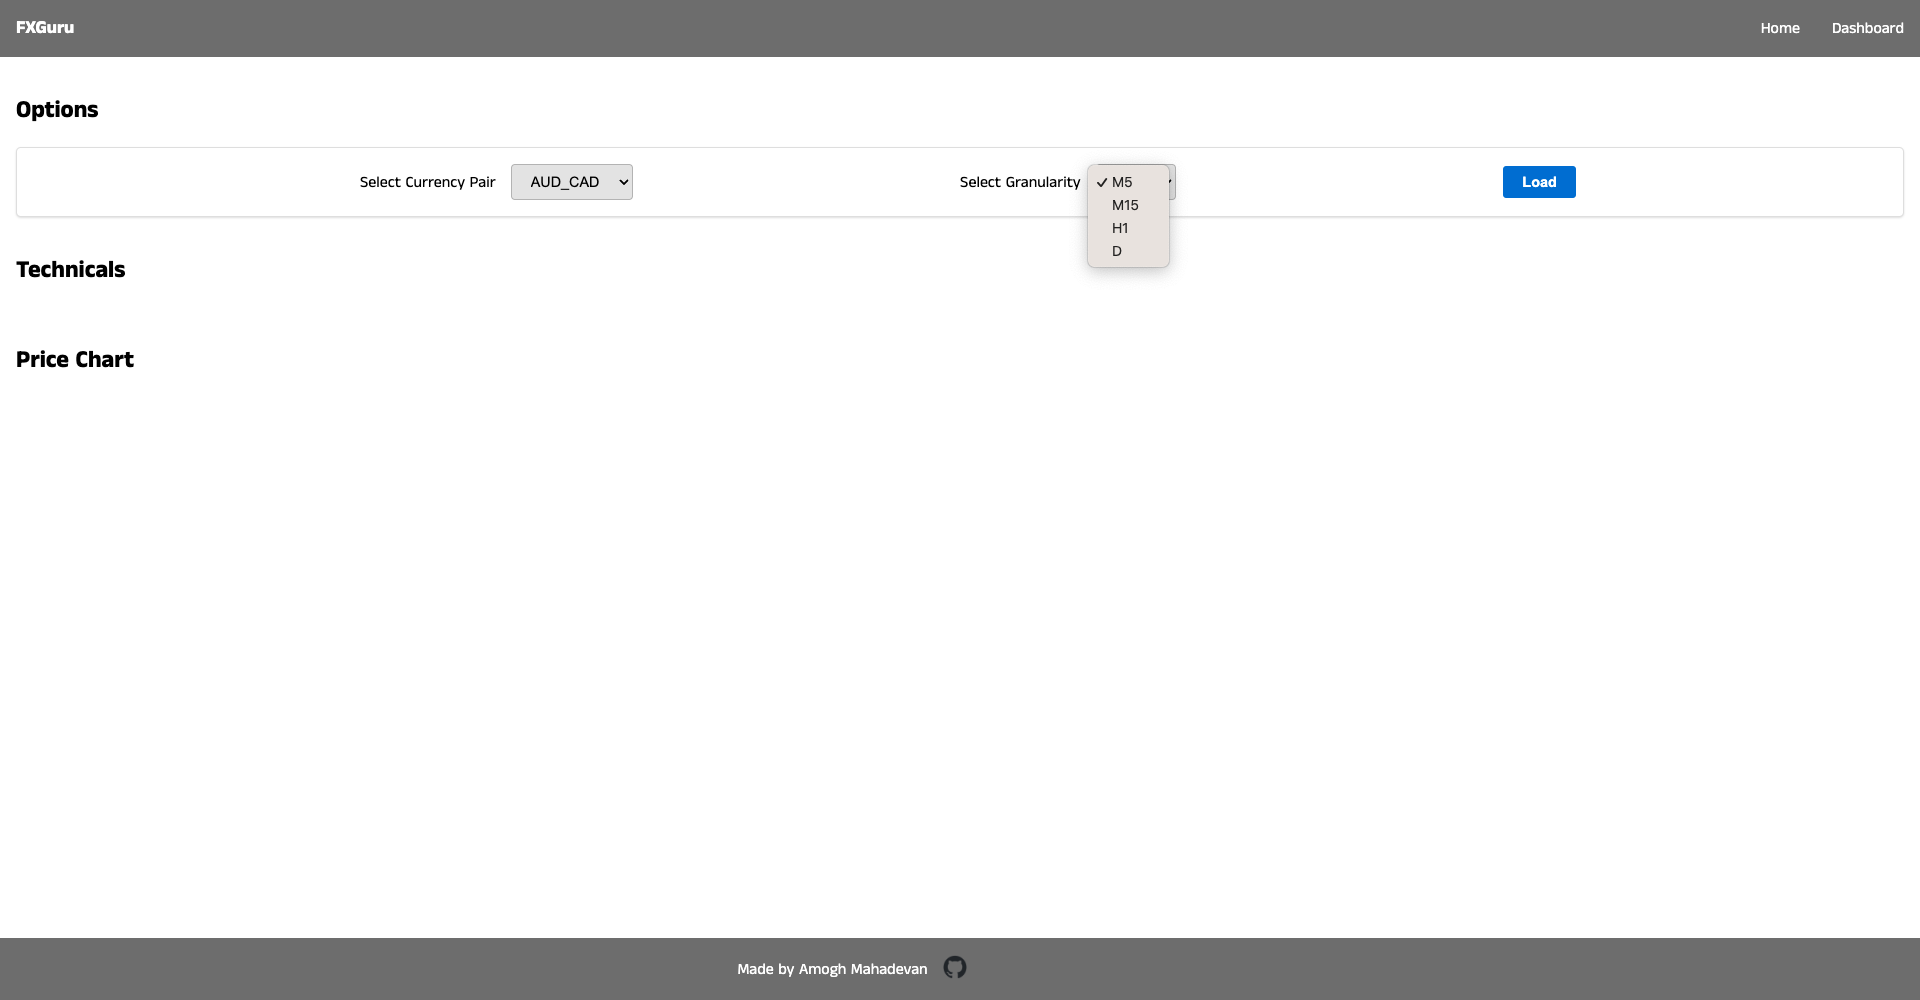 FXGuru
Home
Dashboard
Options
Select Currency Pair
AUD_CAD
Select Granularity
M5
M15
H1
D
Load
Technicals
Price Chart
Made by Amogh Mahadevan